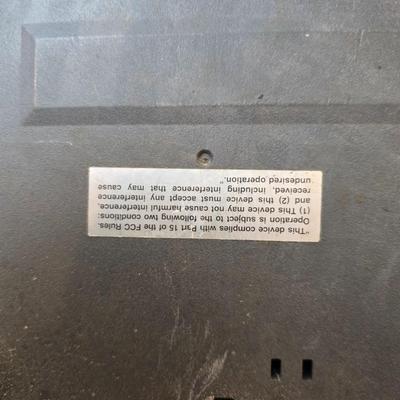 "This device complies with Part 15 of the FCC Rules.
Operation is subject to the following two conditions:
(1) This device may not cause harmful interference,
and (2) this device must accept any interference
received, including interference that may cause
undesired operation."